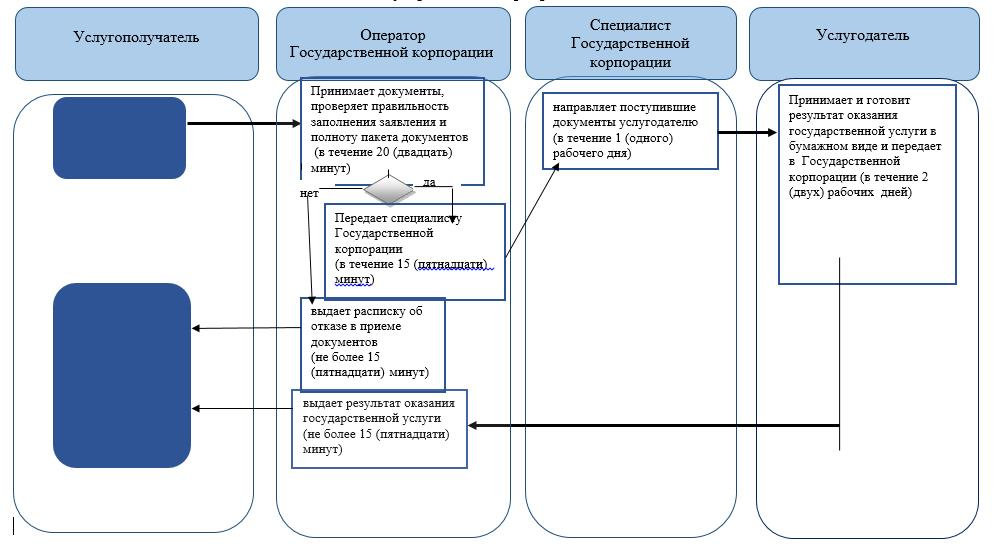 Услугополучатель
Оператор
Государственной корпорации
Специалист
Государственной
корпорации
Услугодатель
Принимает документы,
проверяет правильность
заполнения заявления и
полноту пакета документов
(в течение 20 (двадцать)
минут)
нет
да
Передает специалисту
Государственной
корпорации
(в течение 15 (пятнадцати)
минут)
выдает расписку об
отказе в приеме
документов
(не более 15
(пятнадцати) минут)
выдает результат оказания
государственной услуги
(не более 15 (пятнадцати)
минут)
направляет поступившие
документы услугодателю
(в течение 1 (одного)
рабочего дня)
Принимает и готовит
результат оказания
государственной услуги в
бумажном виде и передает
в Государственной
корпорации (в течение 2
(двух) рабочих дней)